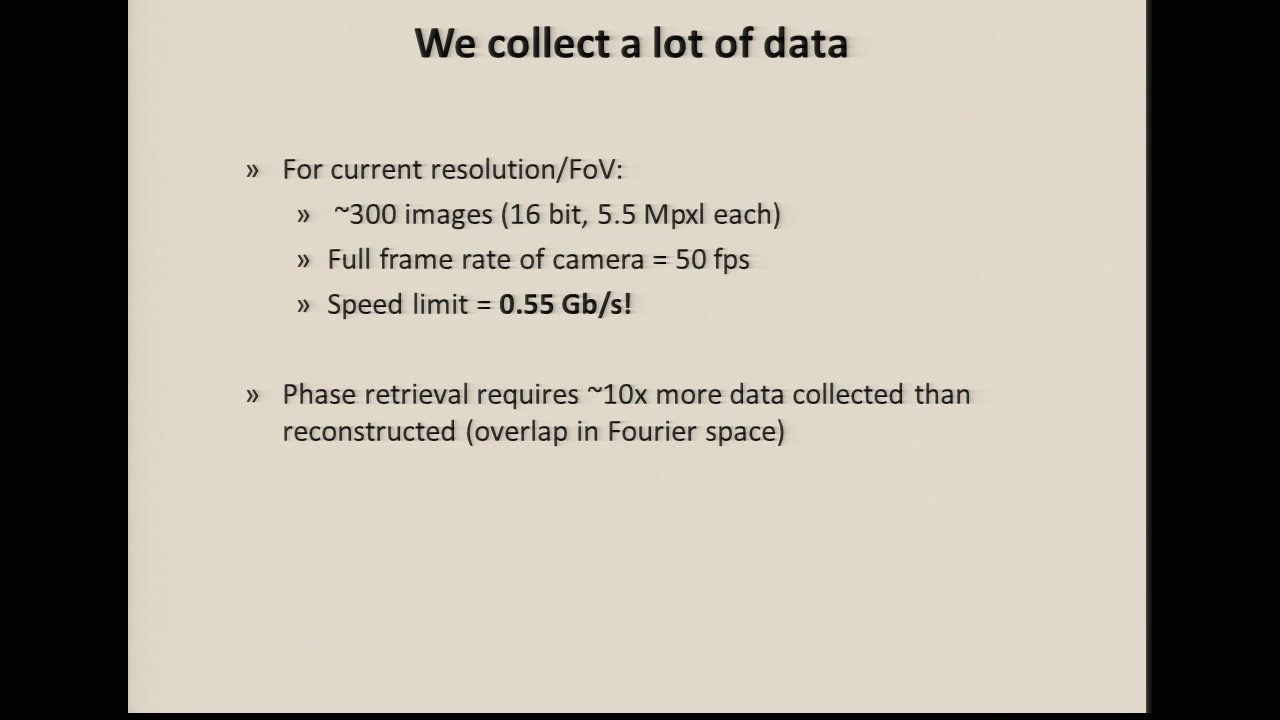 We collect a lot of data
» For current resolution/FoV:
» ~300 images (16 bit, 5.5 Mpxl each)
» Full frame rate of camera = 50 fps
» Speed limit = 0.55 Gb/s!
» Phase retrieval requires ~10x more data collected than
reconstructed (overlap in Fourier space)